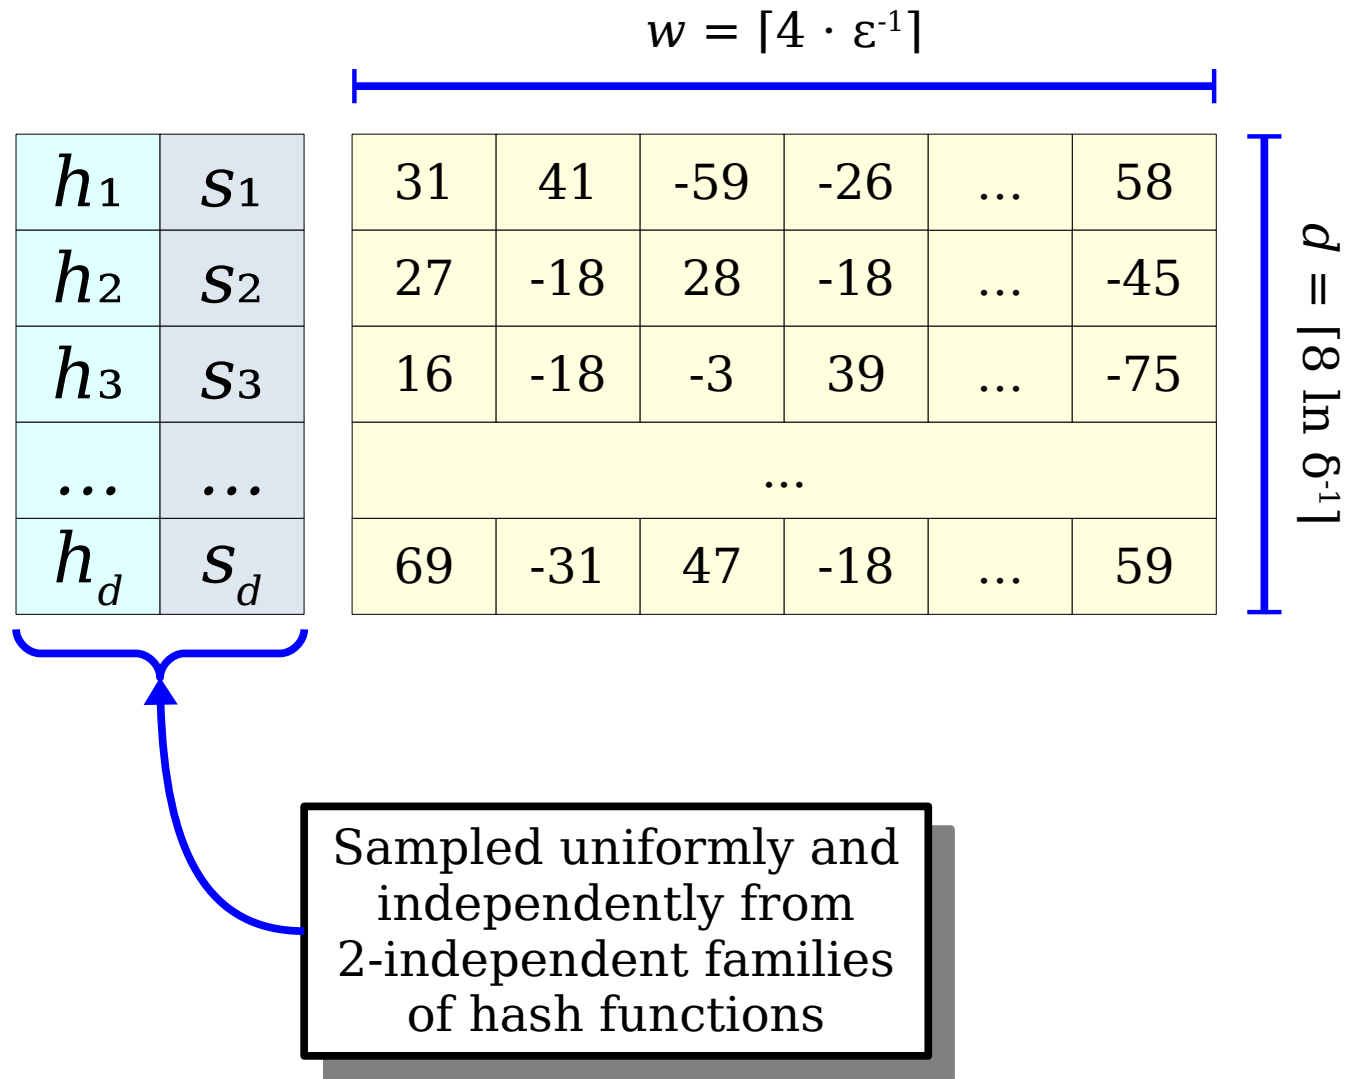 w = ⌈4 · ε⁻¹⌉
h₁ s₁ 31 41 -59 -26 ... 58
h₂ s₂ 27 -18 28 -18 ... -45
h₃ s₃ 16 -18 -3 39 ... -75
... ... ...
h_d s_d 69 -31 47 -18 ... 59
d = ⌈8 ln δ⁻¹⌉
Sampled uniformly and
independently from
2-independent families
of hash functions